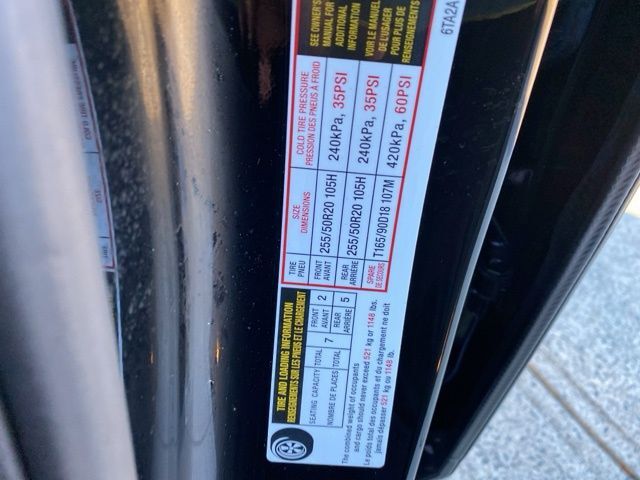 TIRE AND LOADING INFORMATION
RENSEIGNEMENTS SUR LES PNEUS ET LE CHARGEMENT
SEATING CAPACITY TOTAL 7 FRONT 2
AVANT
NOMBRE DE PLACES TOTAL REAR 5
ARRIÈRE
The combined weight of occupants
and cargo should never exceed 521 kg or 1148 lbs.
Le poids total des occupants et du chargement ne doit
jamais dépasser 521 kg ou 1148 lb.
TIRE SIZE COLD TIRE PRESSURE
PNEU DIMENSIONS PRESSION DES PNEUS À FROID
FRONT 255/50R20 105H 240kPa, 35PSI
AVANT
REAR 255/50R20 105H 240kPa, 35PSI
ARRIÈRE
SPARE T165/90D18 107M 420kPa, 60PSI
DE SECOURS
SEE OWNER'S
MANUAL FOR
ADDITIONAL
INFORMATION
VOIR LE MANUEL
DE L'USAGER
POUR PLUS DE
RENSEIGNEMENTS
6TA2A